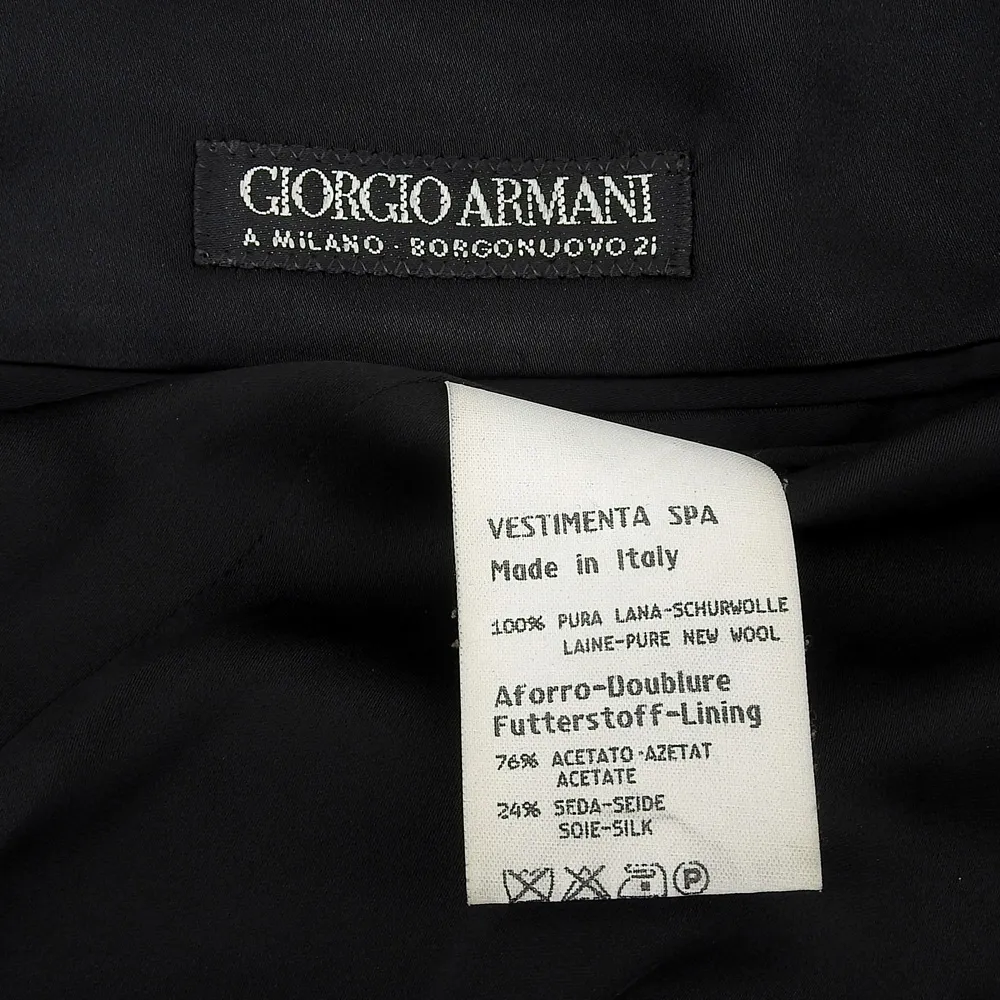 GIORGIO ARMANI
A MILANO · BORGONUOVO 21
VESTIMENTA SPA
Made in Italy
100% PURA LANA-SCHURWOLLE
LAINE-PURE NEW WOOL
Aforro-Doublure
Futterstoff-Lining
76% ACETATO-AZETAT
ACETATE
24% SEDA-SEIDE
SOIE-SILK
P